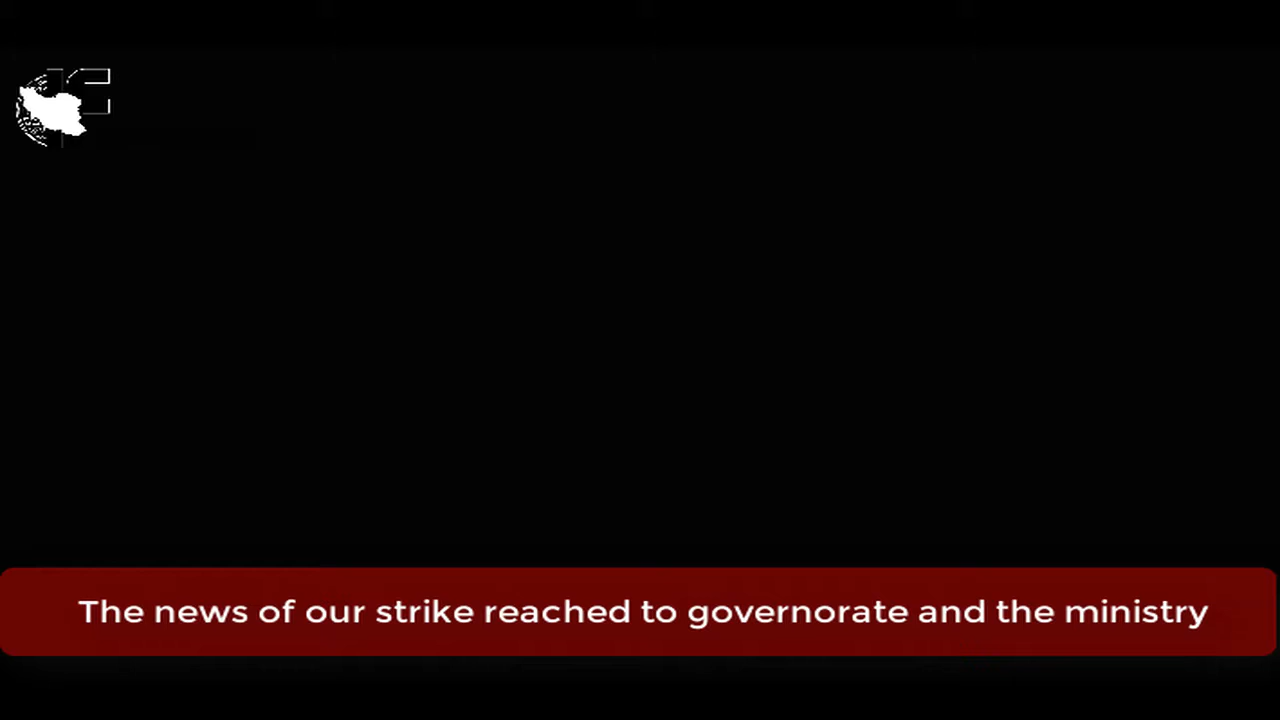 The news of our strike reached to governorate and the ministry